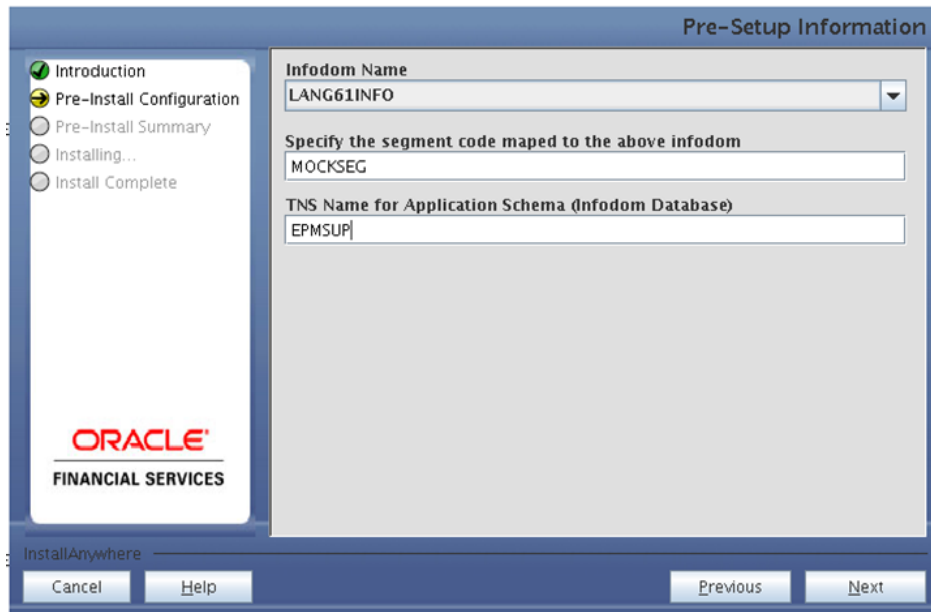 Pre-Setup Information
Introduction
Pre-Install Configuration
Pre-Install Summary
Installing...
Install Complete
Infodom Name
LANG61INFO
Specify the segment code maped to the above infodom
MOCKSEG
TNS Name for Application Schema (Infodom Database)
EPMSUP
ORACLE'
FINANCIAL SERVICES
InstallAnywhere
Cancel Help Previous Next